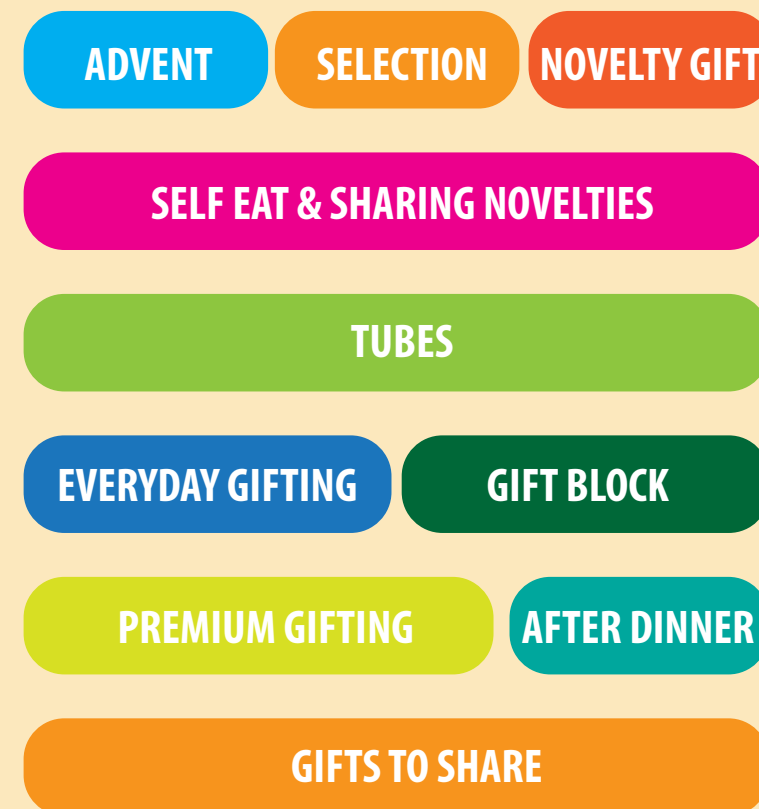 ADVENT
SELECTION
NOVELTY GIFT
SELF EAT & SHARING NOVELTIES
TUBES
EVERYDAY GIFTING
GIFT BLOCK
PREMIUM GIFTING
AFTER DINNER
GIFTS TO SHARE